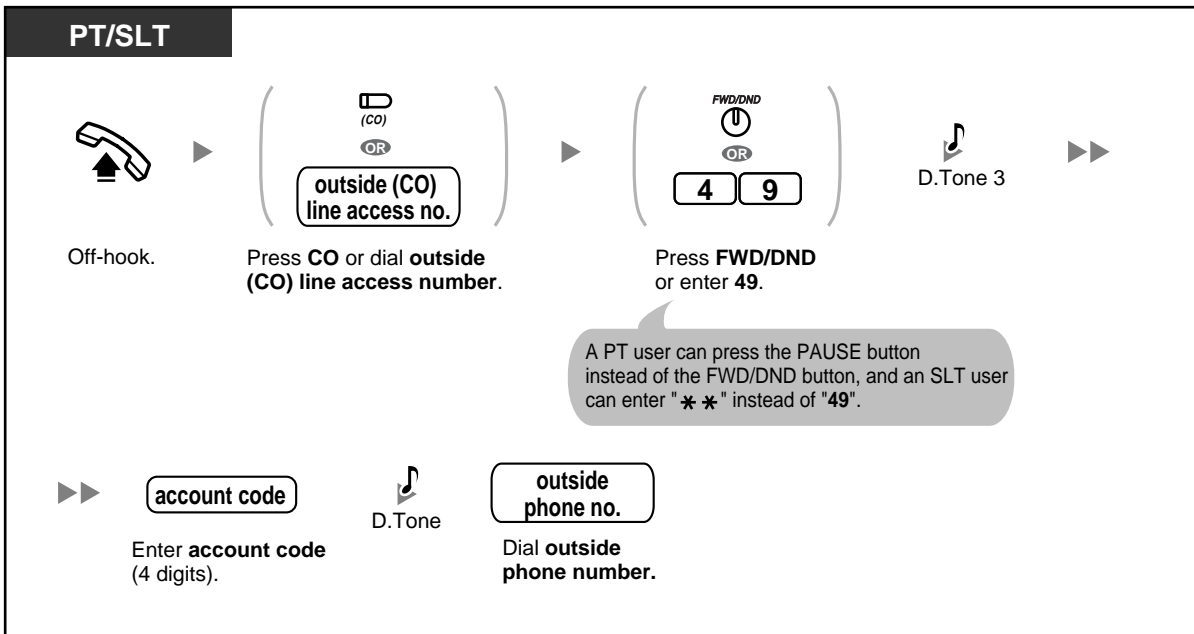 PT/SLT
(CO)
OR
outside (CO)
line access no.
FWD/DND
OR
4 9
D.Tone 3
Off-hook.
Press CO or dial outside
(CO) line access number.
Press FWD/DND
or enter 49.
A PT user can press the PAUSE button
instead of the FWD/DND button, and an SLT user
can enter "✱ ✱" instead of "49".
account code
D.Tone
outside
phone no.
Enter account code
(4 digits).
Dial outside
phone number.